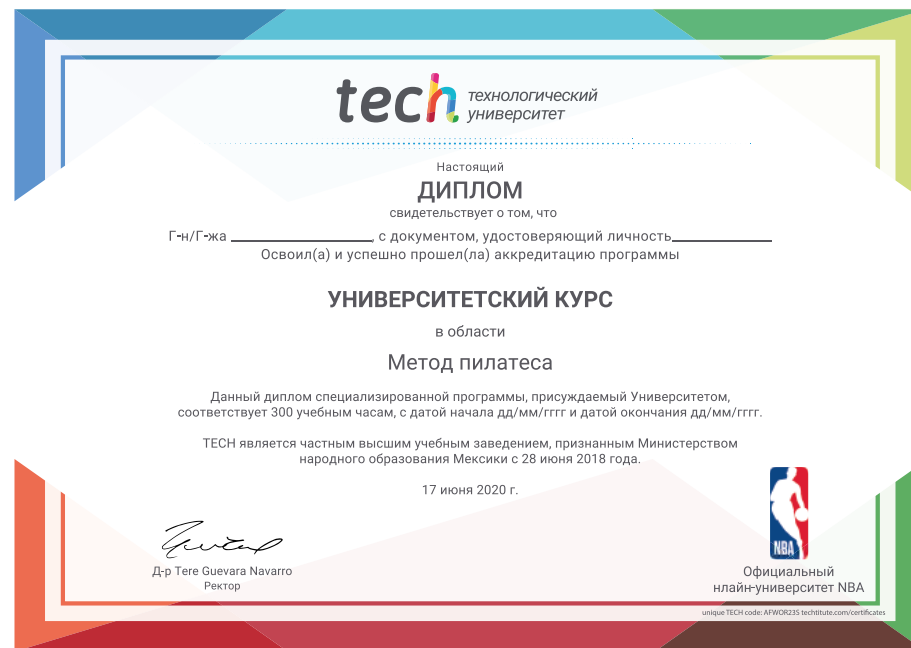 tech технологический
университет
Настоящий
ДИПЛОМ
свидетельствует о том, что
Г-н/Г-жа ____________________, с документом, удостоверяющий личность______________
Освоил(а) и успешно прошел(ла) аккредитацию программы
УНИВЕРСИТЕТСКИЙ КУРС
в области
Метод пилатеса
Данный диплом специализированной программы, присуждаемый Университетом,
соответствует 300 учебным часам, с датой начала дд/мм/гггг и датой окончания дд/мм/гггг.
TECH является частным высшим учебным заведением, признанным Министерством
народного образования Мексики с 28 июня 2018 года.
17 июня 2020 г.
Д-р Tere Guevara Navarro
Ректор
NBA
Официальный
нлайн-университет NBA
unique TECH code: AFWOR23S techtitute.com/certificates